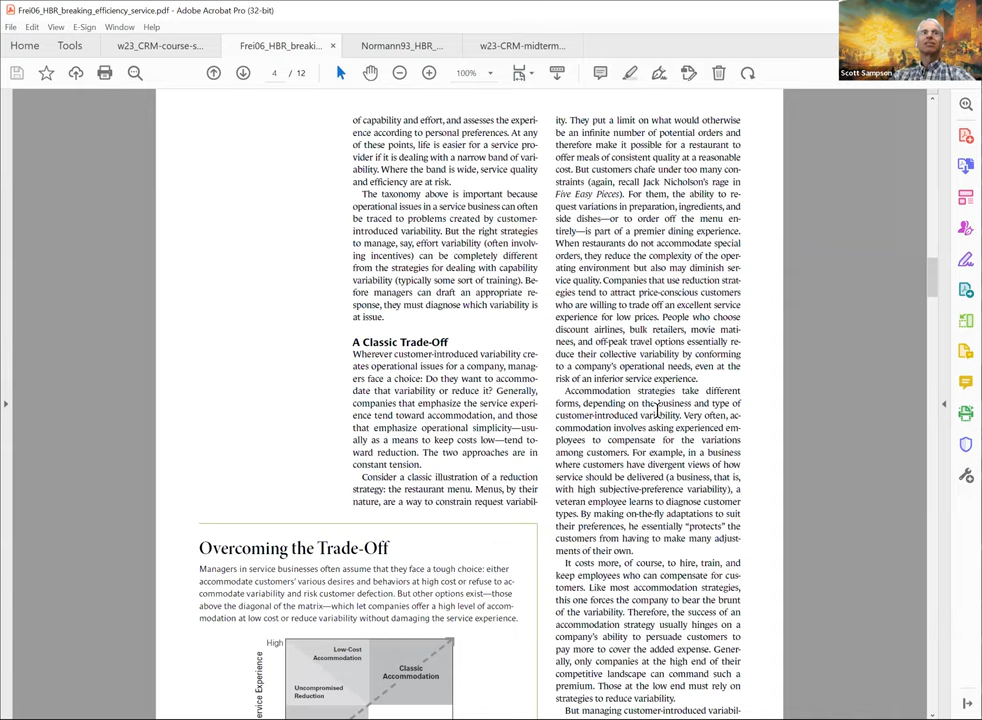 Frei06_HBR_breaking_efficiency_service.pdf - Adobe Acrobat Pro (32-bit)
File Edit View E-Sign Window Help
Home Tools w23_CRM-course-s... Frei06_HBR_breaki... × Normann93_HBR_... w23-CRM-midterm...
4 / 12 100%
Scott Sampson
of capability and effort, and assesses the experi-
ence according to personal preferences. At any
of these points, life is easier for a service pro-
vider if it is dealing with a narrow band of vari-
ability. Where the band is wide, service quality
and efficiency are at risk.
The taxonomy above is important because
operational issues in a service business can often
be traced to problems created by customer-
introduced variability. But the right strategies
to manage, say, effort variability (often involv-
ing incentives) can be completely different
from the strategies for dealing with capability
variability (typically some sort of training). Be-
fore managers can draft an appropriate re-
sponse, they must diagnose which variability is
at issue.
A Classic Trade-Off
Wherever customer-introduced variability cre-
ates operational issues for a company, manag-
ers face a choice: Do they want to accommo-
date that variability or reduce it? Generally,
companies that emphasize the service experi-
ence tend toward accommodation, and those
that emphasize operational simplicity—usu-
ally as a means to keep costs low—tend to-
ward reduction. The two approaches are in
constant tension.
Consider a classic illustration of a reduction
strategy: the restaurant menu. Menus, by their
nature, are a way to constrain request variabil-
ity. They put a limit on what would otherwise
be an infinite number of potential orders and
therefore make it possible for a restaurant to
offer meals of consistent quality at a reasonable
cost. But customers chafe under too many con-
straints (again, recall Jack Nicholson's rage in
Five Easy Pieces). For them, the ability to re-
quest variations in preparation, ingredients, and
side dishes—or to order off the menu en-
tirely—is part of a premier dining experience.
When restaurants do not accommodate special
orders, they reduce the complexity of the oper-
ating environment but also may diminish ser-
vice quality. Companies that use reduction strat-
egies tend to attract price-conscious customers
who are willing to trade off an excellent service
experience for low prices. People who choose
discount airlines, bulk retailers, movie mati-
nees, and off-peak travel options essentially re-
duce their collective variability by conforming
to a company's operational needs, even at the
risk of an inferior service experience.
Accommodation strategies take different
forms, depending on the business and type of
customer-introduced variability. Very often, ac-
commodation involves asking experienced em-
ployees to compensate for the variations
among customers. For example, in a business
where customers have divergent views of how
service should be delivered (a business, that is,
with high subjective-preference variability), a
veteran employee learns to diagnose customer
types. By making on-the-fly adaptations to suit
their preferences, he essentially "protects" the
customers from having to make many adjust-
ments of their own.
It costs more, of course, to hire, train, and
keep employees who can compensate for cus-
tomers. Like most accommodation strategies,
this one forces the company to bear the brunt
of the variability. Therefore, the success of an
accommodation strategy usually hinges on a
company's ability to persuade customers to
pay more to cover the added expense. Gener-
ally, only companies at the high end of their
competitive landscape can command such a
premium. Those at the low end must rely on
strategies to reduce variability.
But managing customer-introduced variabil-
Overcoming the Trade-Off
Managers in service businesses often assume that they face a tough choice: either
accommodate customers' various desires and behaviors at high cost or refuse to ac-
commodate variability and risk customer defection. But other options exist—those
above the diagonal of the matrix—which let companies offer a high level of accom-
modation at low cost or reduce variability without damaging the service experience.
High
Low-Cost
Accommodation
Classic
Accommodation
Uncompromised
Reduction
ervice Experience